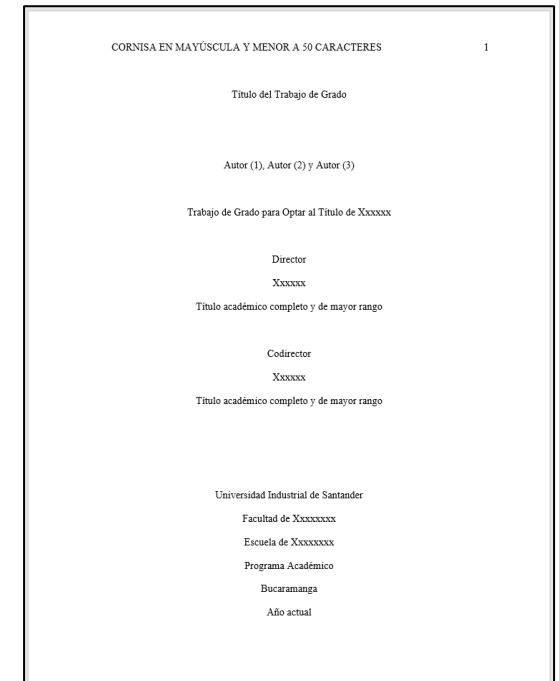 CORNISA EN MAYÚSCULA Y MENOR A 50 CARACTERES 1
Título del Trabajo de Grado
Autor (1), Autor (2) y Autor (3)
Trabajo de Grado para Optar al Título de Xxxxxx
Director
Xxxxxx
Título académico completo y de mayor rango
Codirector
Xxxxxx
Título académico completo y de mayor rango
Universidad Industrial de Santander
Facultad de Xxxxxxxx
Escuela de Xxxxxxxx
Programa Académico
Bucaramanga
Año actual